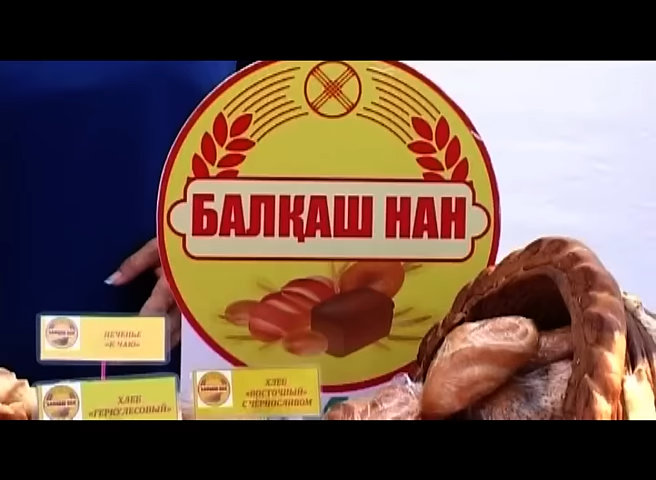 БАЛҚАШ НАН
ПЕЧЕНЬЕ
«К ЧАЮ»
ХЛЕБ
«ГЕРКУЛЕСОВЫЙ»
ХЛЕБ
«ВОСТОЧНЫЙ»
С ЧЕРНОСЛИВОМ